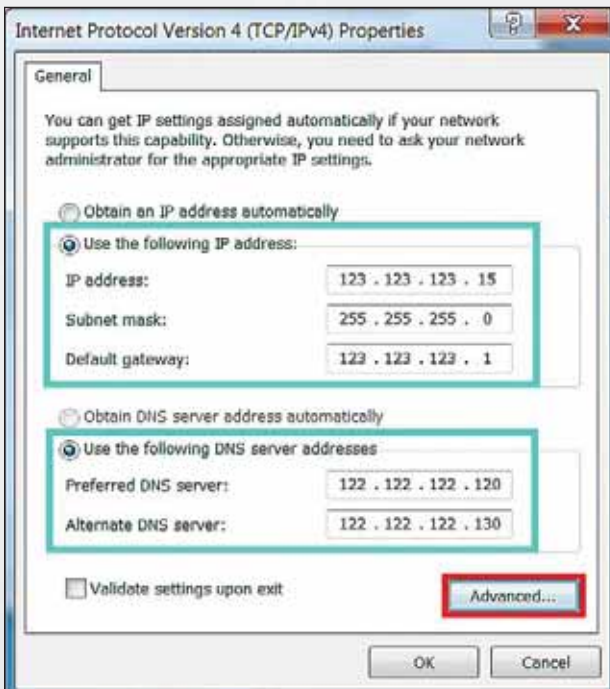 Internet Protocol Version 4 (TCP/IPv4) Properties
General
You can get IP settings assigned automatically if your network
supports this capability. Otherwise, you need to ask your network
administrator for the appropriate IP settings.
Obtain an IP address automatically
Use the following IP address:
IP address: 123 . 123 . 123 . 15
Subnet mask: 255 . 255 . 255 . 0
Default gateway: 123 . 123 . 123 . 1
Obtain DNS server address automatically
Use the following DNS server addresses
Preferred DNS server: 122 . 122 . 122 . 120
Alternate DNS server: 122 . 122 . 122 . 130
Validate settings upon exit
Advanced...
OK Cancel